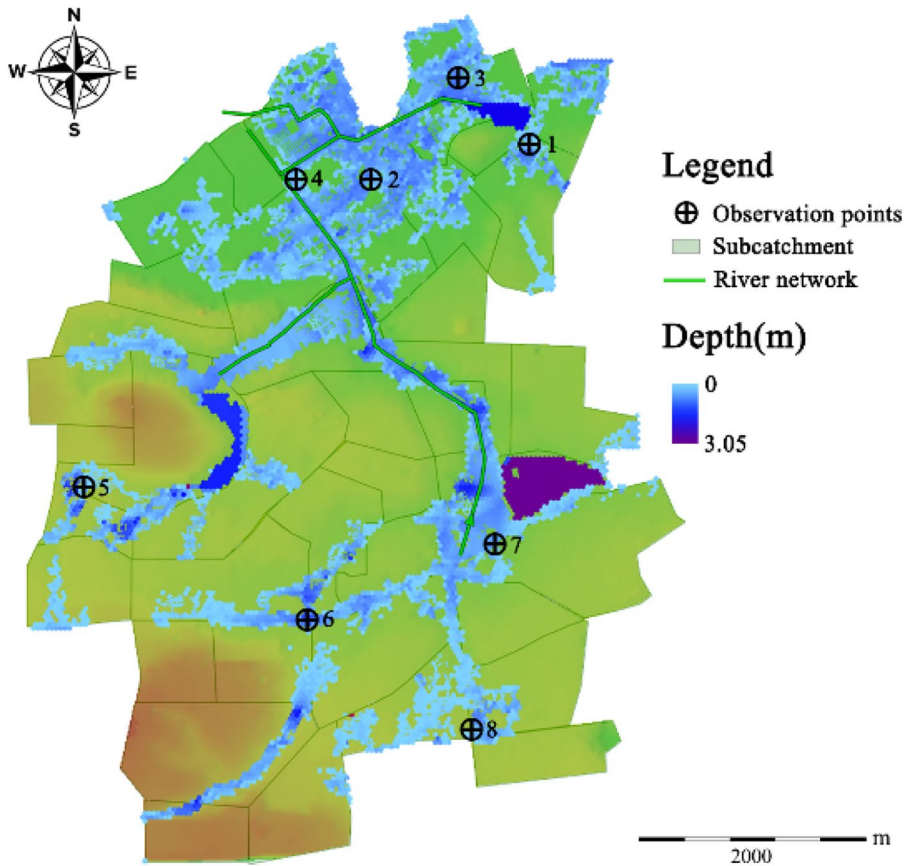 N
W E
S
3
1
4 2
5
7
6
8
Legend
Observation points
Subcatchment
River network
Depth(m)
0
3.05
m
2000